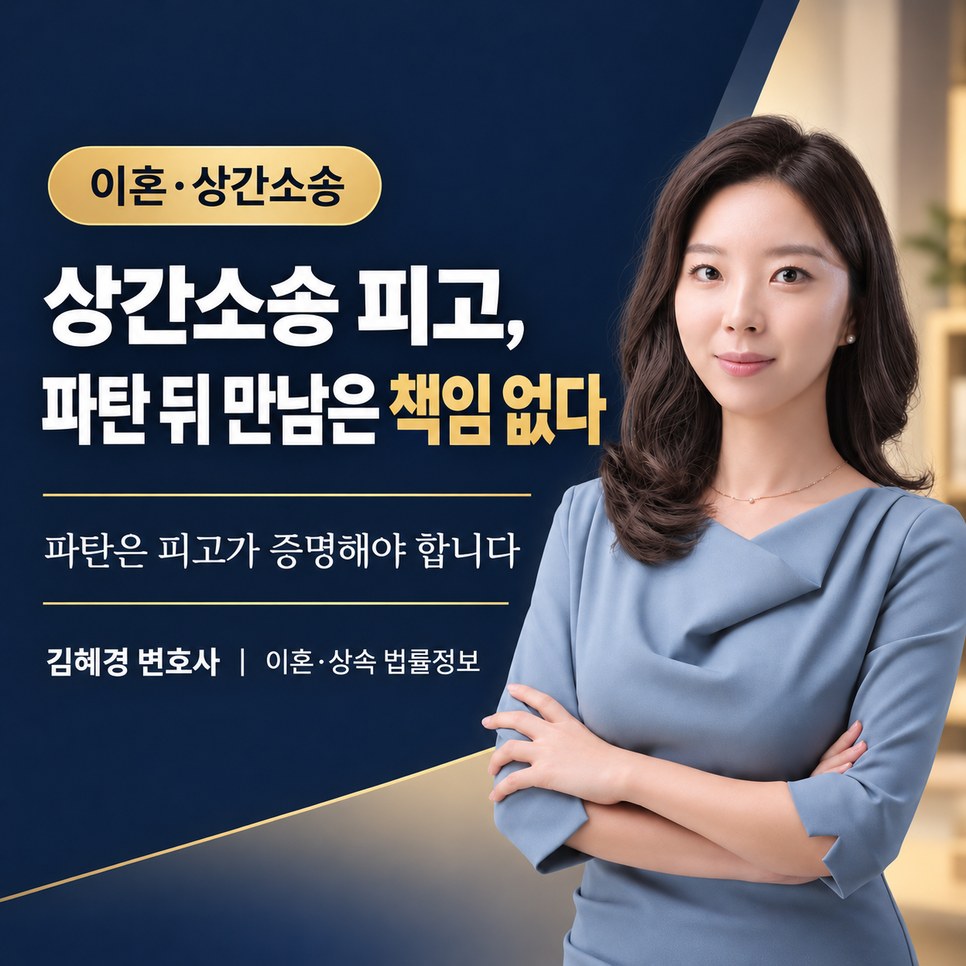 이혼·상간소송
상간소송 피고,
파탄 뒤 만남은 책임 없다
파탄은 피고가 증명해야 합니다
김혜경 변호사 | 이혼·상속 법률정보